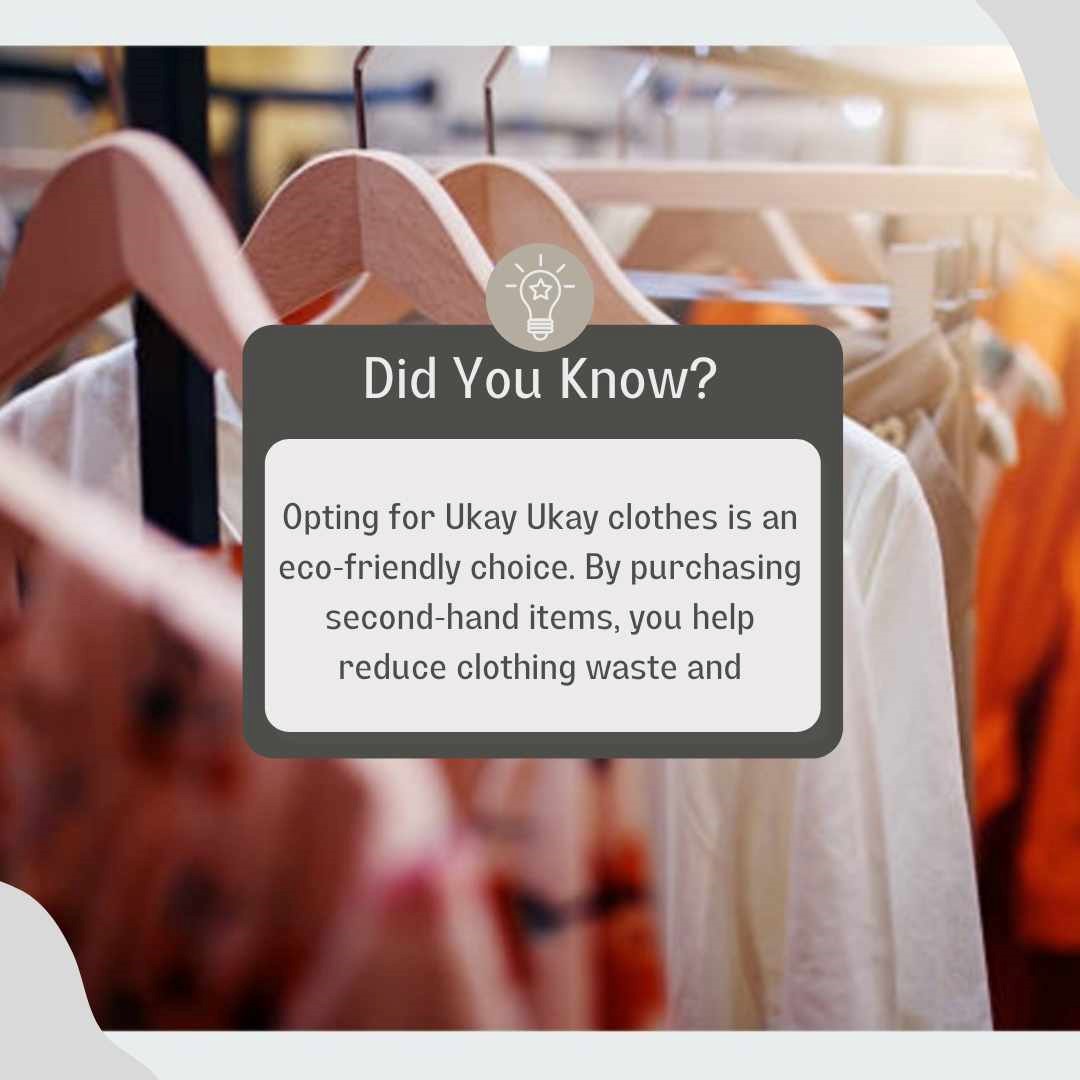 Did You Know?
Opting for Ukay Ukay clothes is an
eco-friendly choice. By purchasing
second-hand items, you help
reduce clothing waste and